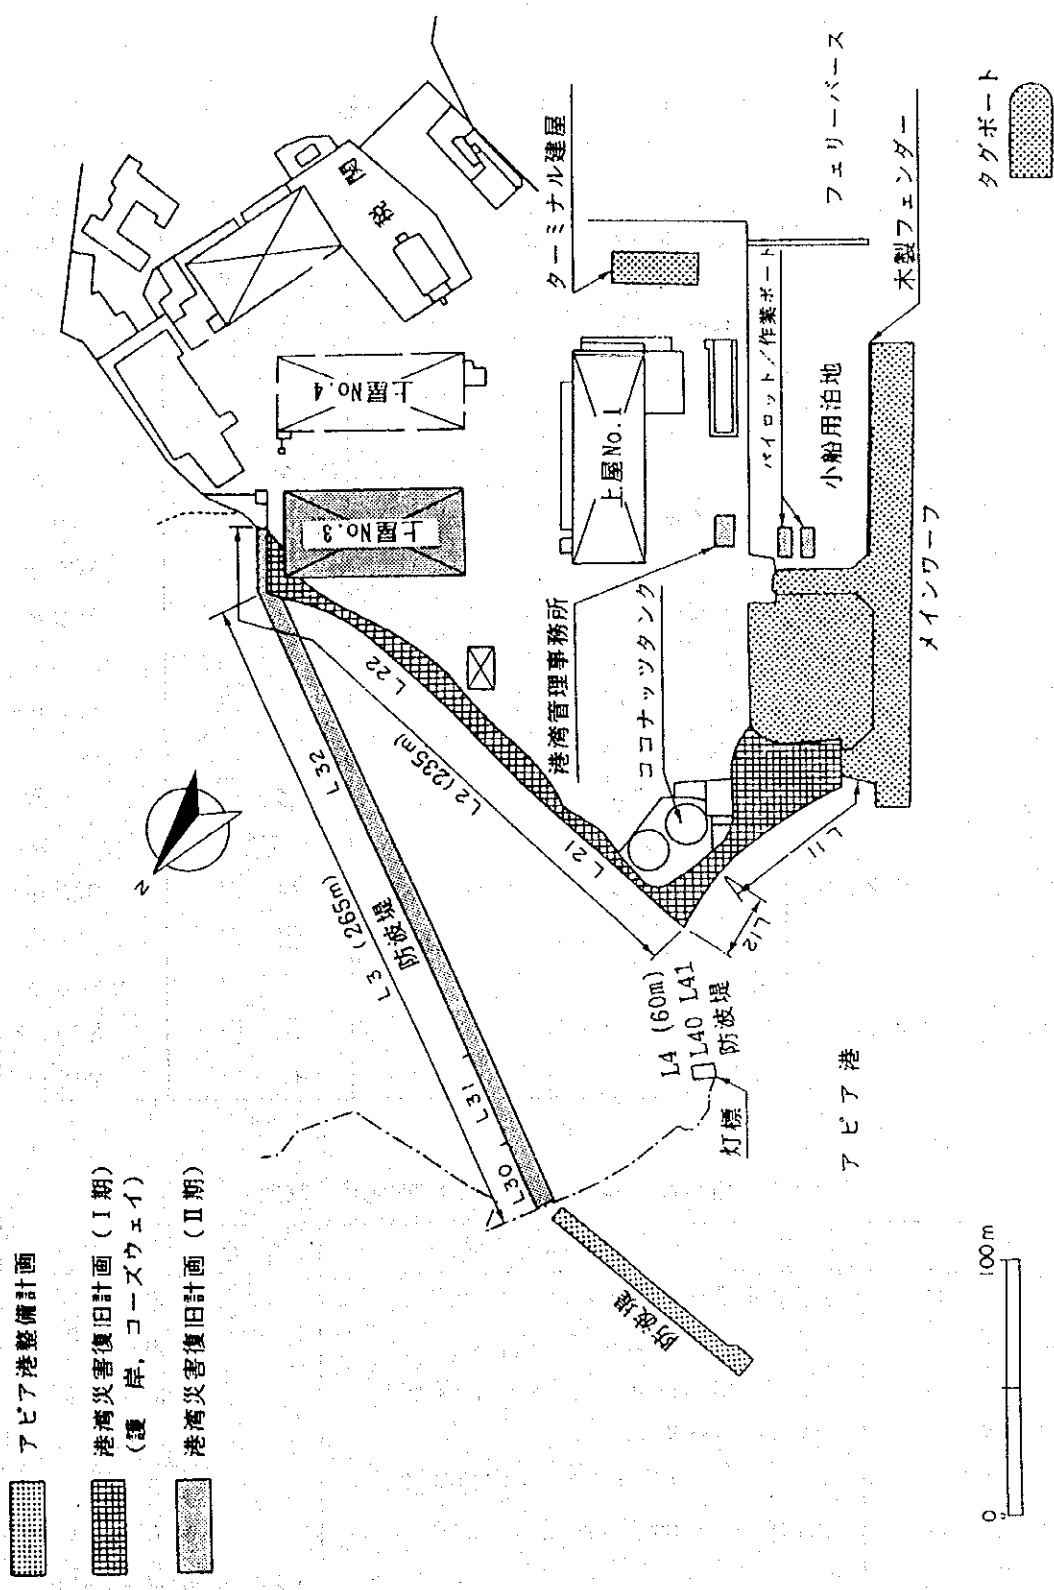 アピア港整備計画
港湾災害復旧計画(Ⅰ期)
(護 岸, コーズウェイ)
港湾災害復旧計画(Ⅱ期)
税 関
上屋No.4
上屋No.3
ターミナル建屋
上屋No.1
フェリーバース
タグボート
木製フェンダー
パイロット/作業ボート
小船用泊地
メインワーフ
港湾管理事務所
ココナッツタンク
N
L22
L2 (235m)
L21
L32
L3 (265m)
防波堤
L31
L30
L11
L12
L4 (60m)
L40 L41
防波堤
灯標
アピア港
防波堤
0
100m